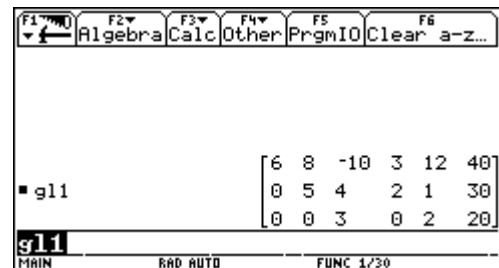 F1 F2 F3 F4 F5 F6
Algebra Calc Other PrgmIO Clear a-z…
6 8 -10 3 12 40
gl1 0 5 4 2 1 30
0 0 3 0 2 20
gl1
MAIN RAD AUTO FUNC 1/30